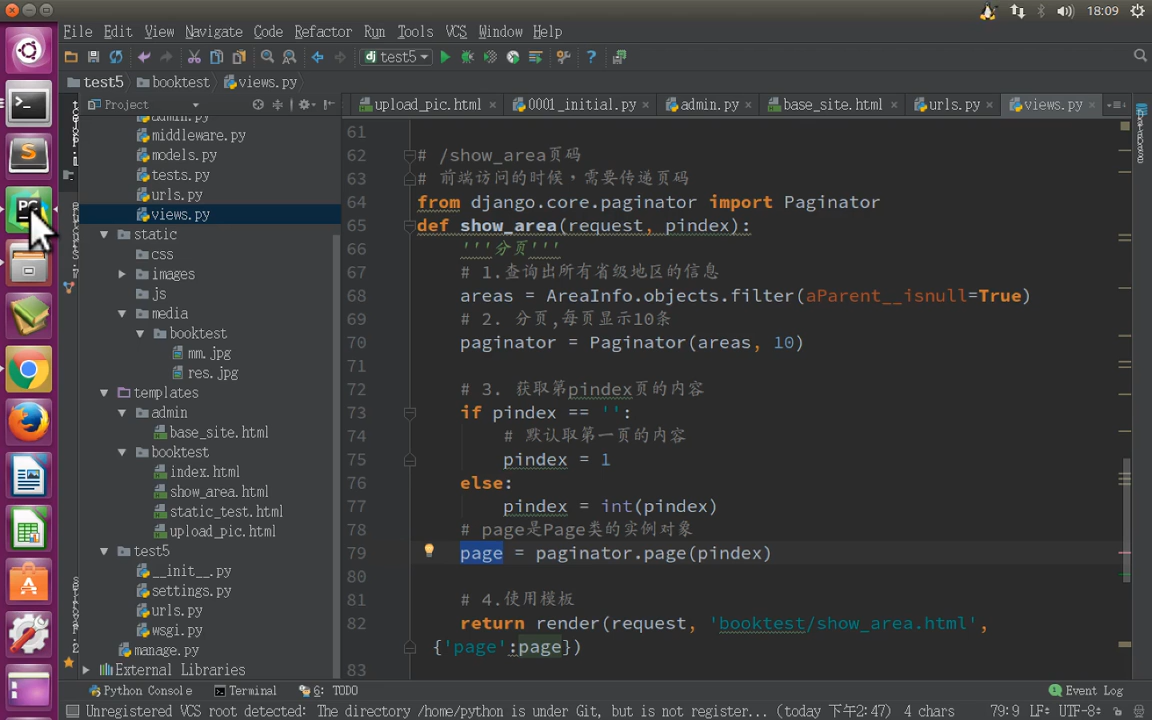 18:09
File Edit View Navigate Code Refactor Run Tools VCS Window Help
dj test5
test5 booktest views.py
Project
upload_pic.html 0001_initial.py admin.py base_site.html urls.py views.py
admin.py
middleware.py
models.py
tests.py
urls.py
views.py
static
css
images
js
media
booktest
mm.jpg
res.jpg
templates
admin
base_site.html
booktest
index.html
show_area.html
static_test.html
upload_pic.html
test5
__init__.py
settings.py
urls.py
wsgi.py
manage.py
External Libraries
61
62 # /show_area页码
63 # 前端访问的时候，需要传递页码
64 from django.core.paginator import Paginator
65 def show_area(request, pindex):
66 '''分页'''
67 # 1.查询出所有省级地区的信息
68 areas = AreaInfo.objects.filter(aParent__isnull=True)
69 # 2. 分页,每页显示10条
70 paginator = Paginator(areas, 10)
71
72 # 3. 获取第pindex页的内容
73 if pindex == '':
74 # 默认取第一页的内容
75 pindex = 1
76 else:
77 pindex = int(pindex)
78 # page是Page类的实例对象
79 page = paginator.page(pindex)
80
81 # 4.使用模板
82 return render(request, 'booktest/show_area.html',
{'page':page})
83
Python Console Terminal 6: TODO Event Log
Unregistered VCS root detected: The directory /home/python is under Git, but is not register... (today 下午2:47) 4 chars 79:9 LF÷ UTF-8÷